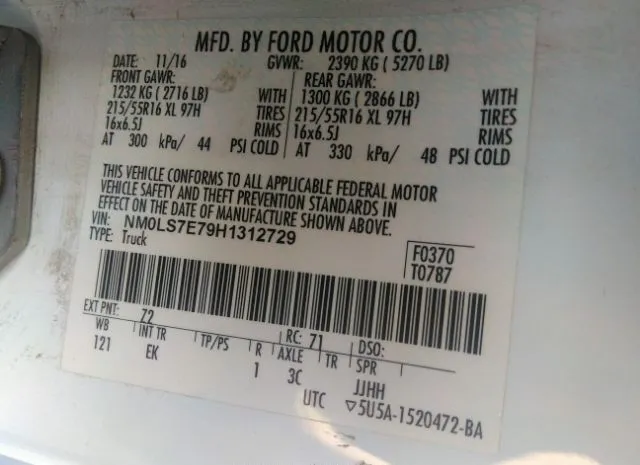 MFD. BY FORD MOTOR CO.
DATE: 11/16 GVWR: 2390 KG ( 5270 LB)
FRONT GAWR: REAR GAWR:
1232 KG ( 2716 LB) WITH 1300 KG ( 2866 LB) WITH
215/55R16 XL 97H TIRES 215/55R16 XL 97H TIRES
16x6.5J RIMS 16x6.5J RIMS
AT 300 kPa/ 44 PSI COLD AT 330 kPa/ 48 PSI COLD
THIS VEHICLE CONFORMS TO ALL APPLICABLE FEDERAL MOTOR
VEHICLE SAFETY AND THEFT PREVENTION STANDARDS IN
EFFECT ON THE DATE OF MANUFACTURE SHOWN ABOVE.
VIN: NM0LS7E79H1312729
TYPE: Truck
F0370
T0787
EXT PNT: Z2 RC: 71 DSO:
WB INT TR TP/PS R AXLE TR SPR
121 EK 1 3C JJHH
UTC ▽5U5A-1520472-BA